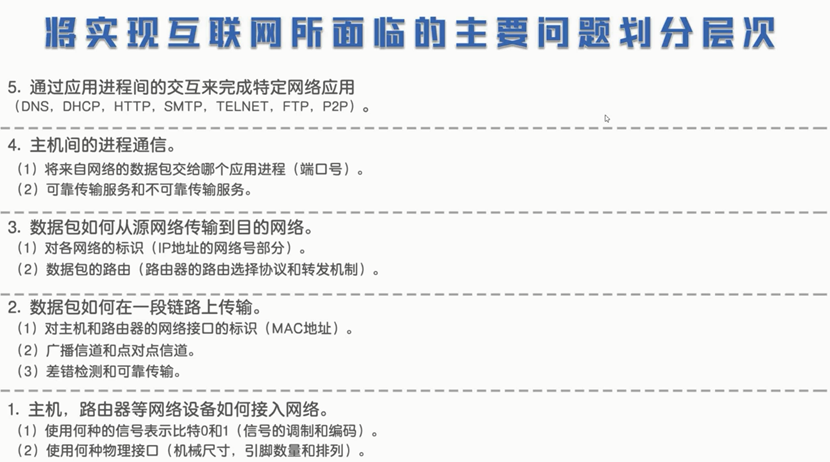 将实现互联网所面临的主要问题划分层次
5. 通过应用进程间的交互来完成特定网络应用
（DNS，DHCP，HTTP，SMTP，TELNET，FTP，P2P）。
4. 主机间的进程通信。
（1）将来自网络的数据包交给哪个应用进程（端口号）。
（2）可靠传输服务和不可靠传输服务。
3. 数据包如何从源网络传输到目的网络。
（1）对各网络的标识（IP地址的网络号部分）。
（2）数据包的路由（路由器的路由选择协议和转发机制）。
2. 数据包如何在一段链路上传输。
（1）对主机和路由器的网络接口的标识（MAC地址）。
（2）广播信道和点对点信道。
（3）差错检测和可靠传输。
1. 主机，路由器等网络设备如何接入网络。
（1）使用何种的信号表示比特0和1（信号的调制和编码）。
（2）使用何种物理接口（机械尺寸，引脚数量和排列）。